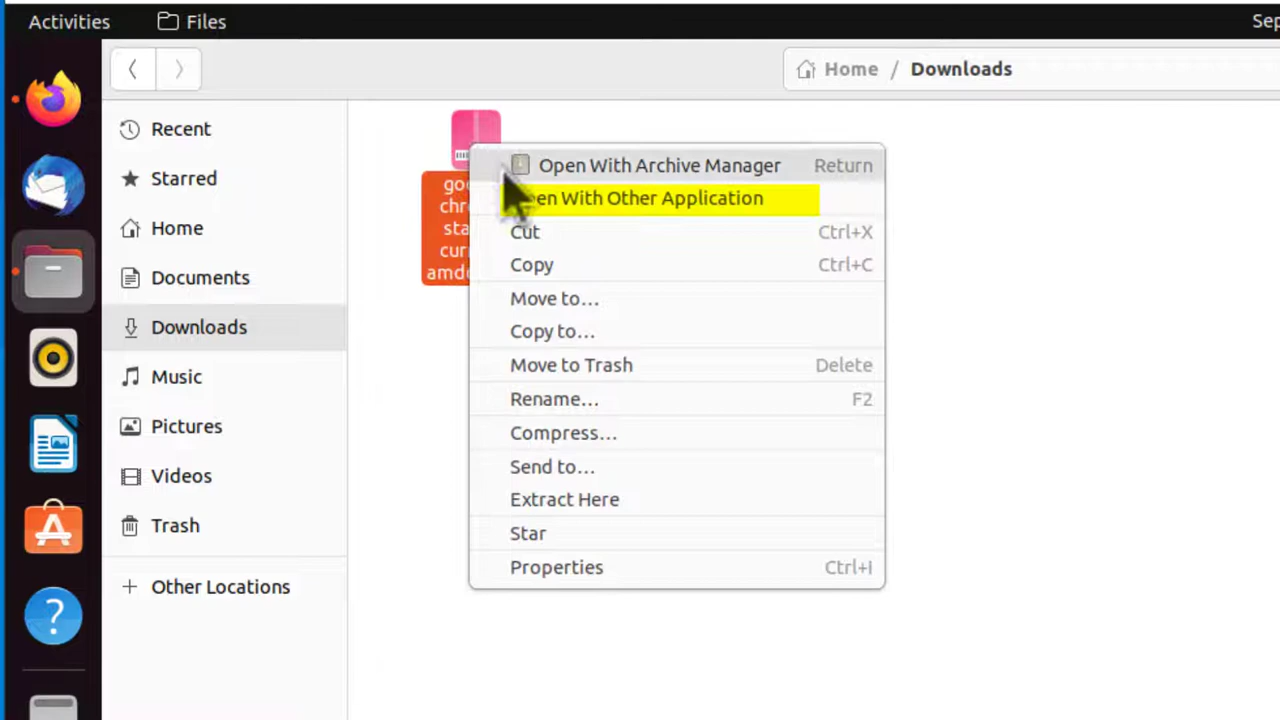 Activities Files
Home / Downloads
Recent
Starred
Home
Documents
Downloads
Music
Pictures
Videos
Trash
Other Locations
Open With Archive Manager Return
With Other Application
Cut Ctrl+X
Copy Ctrl+C
Move to...
Copy to...
Move to Trash Delete
Rename... F2
Compress...
Send to...
Extract Here
Star
Properties Ctrl+I